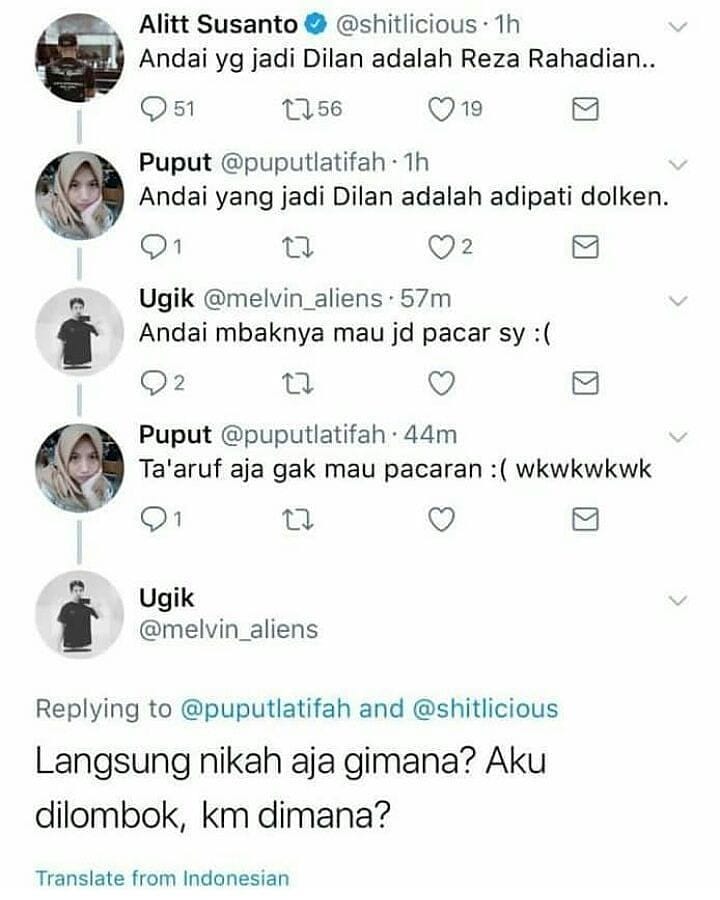 Alitt Susanto @shitlicious · 1h
Andai yg jadi Dilan adalah Reza Rahadian..
51 56 19
Puput @puputlatifah · 1h
Andai yang jadi Dilan adalah adipati dolken.
1 2
Ugik @melvin_aliens · 57m
Andai mbaknya mau jd pacar sy :(
2
Puput @puputlatifah · 44m
Ta'aruf aja gak mau pacaran :( wkwkwkwk
1
Ugik
@melvin_aliens
Replying to @puputlatifah and @shitlicious
Langsung nikah aja gimana? Aku
dilombok, km dimana?
Translate from Indonesian